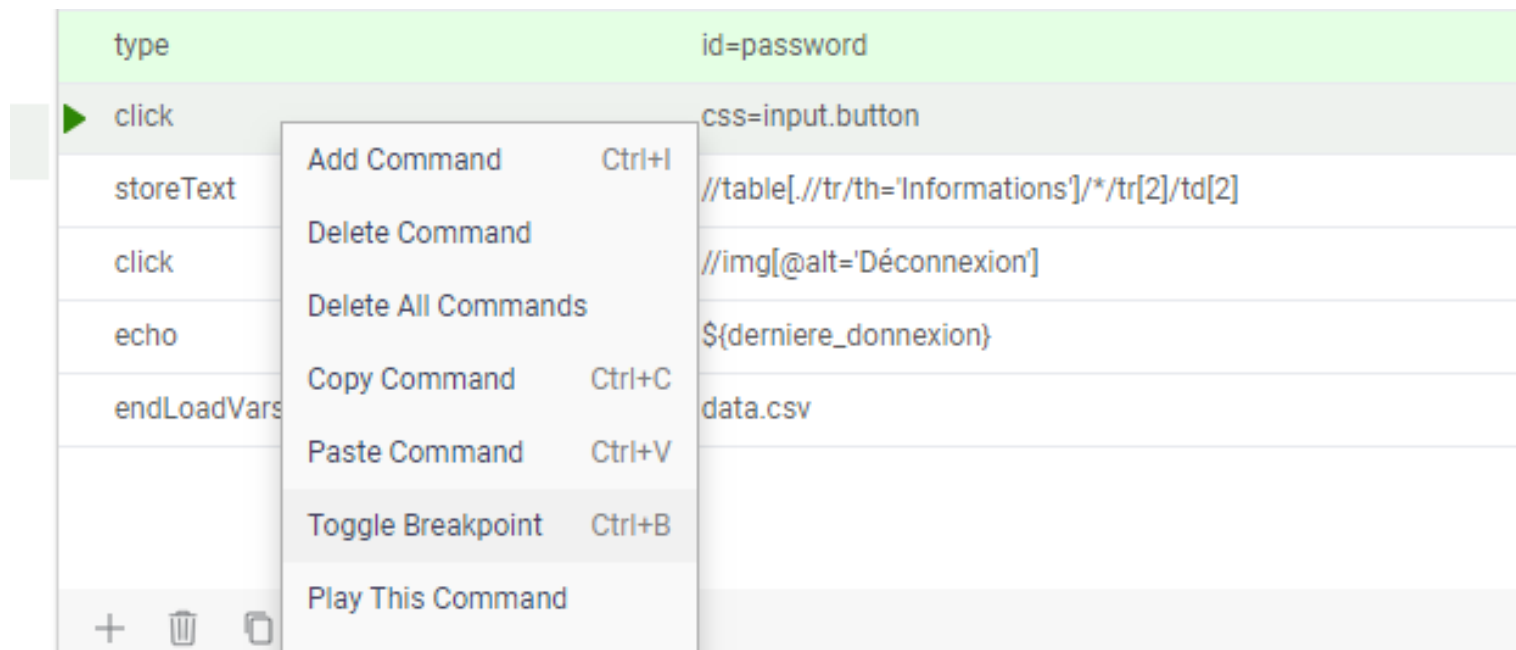 type id=password
click css=input.button
Add Command Ctrl+I
storeText //table[.//tr/th='Informations']/*/tr[2]/td[2]
Delete Command
click //img[@alt='Déconnexion']
Delete All Commands
echo ${derniere_donnexion}
Copy Command Ctrl+C
endLoadVars data.csv
Paste Command Ctrl+V
Toggle Breakpoint Ctrl+B
Play This Command